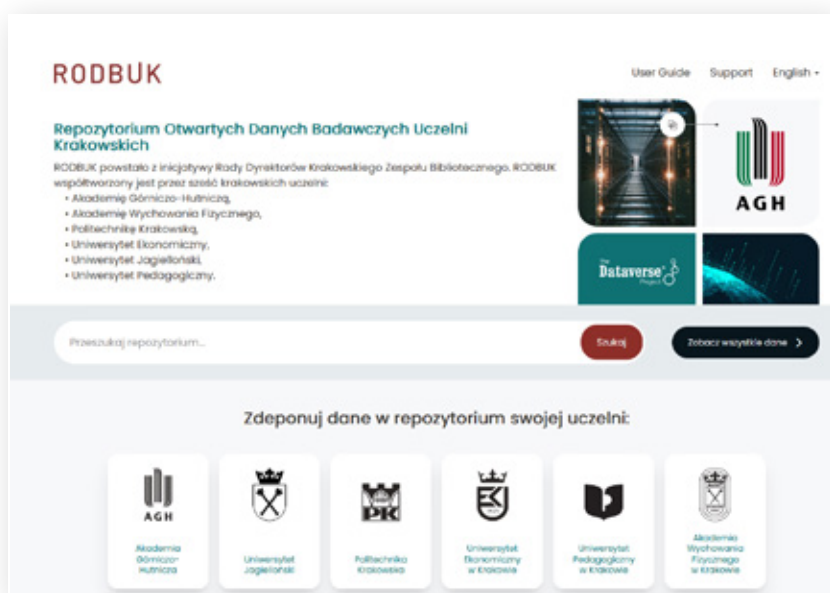 RODBUK
User Guide Support English
Repozytorium Otwartych Danych Badawczych Uczelni
Krakowskich
RODBUK powstało z inicjatywy Rady Dyrektorów Krakowskiego Zespołu Bibliotecznego. RODBUK
współtworzony jest przez sześć krakowskich uczelni:
• Akademię Górniczo-Hutniczą,
• Akademię Wychowania Fizycznego,
• Politechnikę Krakowską,
• Uniwersytet Ekonomiczny,
• Uniwersytet Jagielloński,
• Uniwersytet Pedagogiczny.
AGH
The
Dataverse
Project
Przeszukaj repozytorium...
Szukaj
Zobacz wszystkie dane
Zdeponuj dane w repozytorium swojej uczelni:
AGH
Akademia
Górniczo-
Hutnicza
Uniwersytet
Jagielloński
PK
Politechnika
Krakowska
Uniwersytet
Ekonomiczny
w Krakowie
Uniwersytet
Pedagogiczny
w Krakowie
Akademia
Wychowania
Fizycznego
w Krakowie